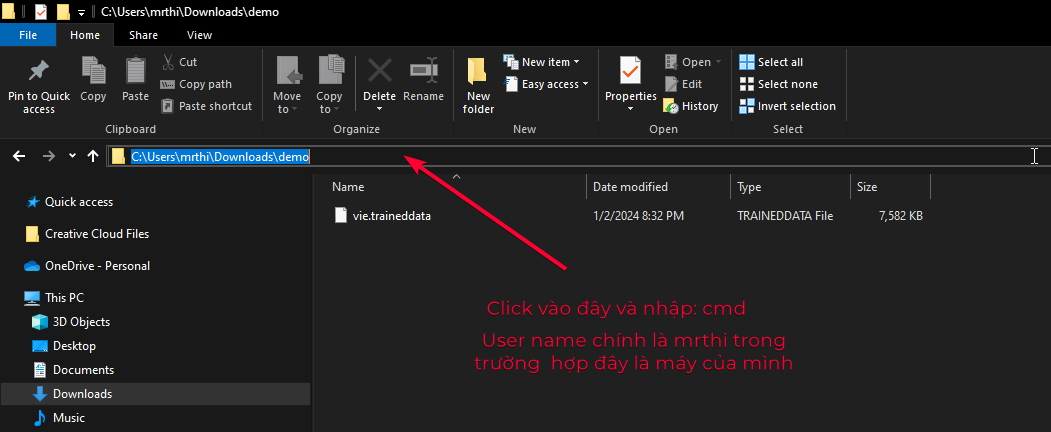 C:\Users\mrthi\Downloads\demo
File
Home
Share
View
Pin to Quick
access
Copy
Paste
Cut
Copy path
Paste shortcut
Clipboard
Move
to
Copy
to
Delete
Rename
Organize
New
folder
New item
Easy access
New
Properties
Open
Edit
History
Open
Select all
Select none
Invert selection
Select
C:\Users\mrthi\Downloads\demo
Quick access
Creative Cloud Files
OneDrive - Personal
This PC
3D Objects
Desktop
Documents
Downloads
Music
Name
Date modified
Type
Size
vie.traineddata
1/2/2024 8:32 PM
TRAINEDDATA File
7,582 KB
Click vào đây và nhập: cmd
User name chính là mrthi trong
trường hợp đây là máy của mình